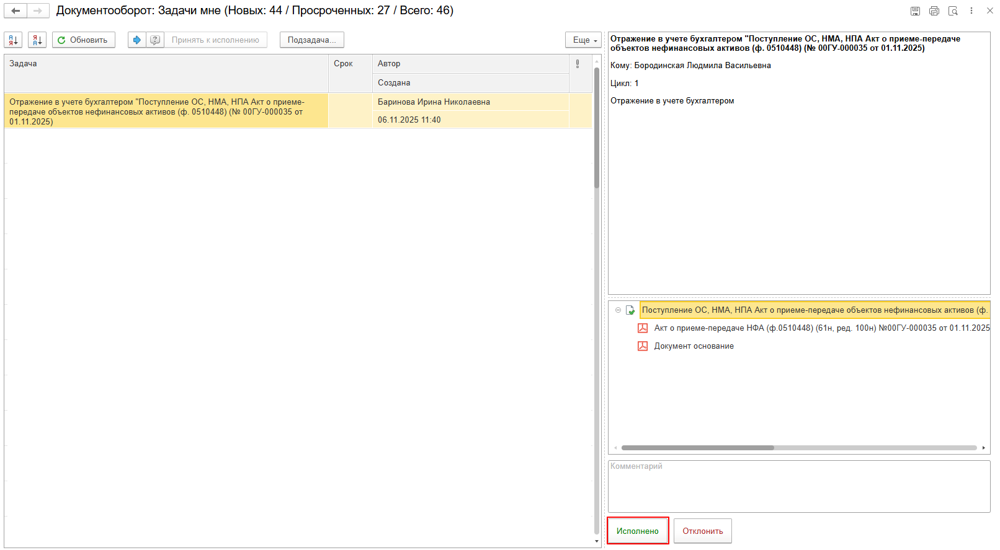 Документооборот: Задачи мне (Новых: 44 / Просроченных: 27 / Всего: 46)
Обновить
Принять к исполнению
Подзадача...
Еще
Задача
Срок
Автор
Создана
Отражение в учете бухгалтером "Поступление ОС, НМА, НПА Акт о приеме-
передаче объектов нефинансовых активов (ф. 0510448) (№ 00ГУ-000035 от
01.11.2025)
Баринова Ирина Николаевна
06.11.2025 11:40
Отражение в учете бухгалтером "Поступление ОС, НМА, НПА Акт о приеме-передаче
объектов нефинансовых активов (ф. 0510448) (№ 00ГУ-000035 от 01.11.2025)
Кому: Бородинская Людмила Васильевна
Цикл: 1
Отражение в учете бухгалтером
Поступление ОС, НМА, НПА Акт о приеме-передаче объектов нефинансовых активов (ф.
Акт о приеме-передаче НФА (ф.0510448) (61н, ред. 100н) №00ГУ-000035 от 01.11.2025
Документ основание
Комментарий
Исполнено
Отклонить